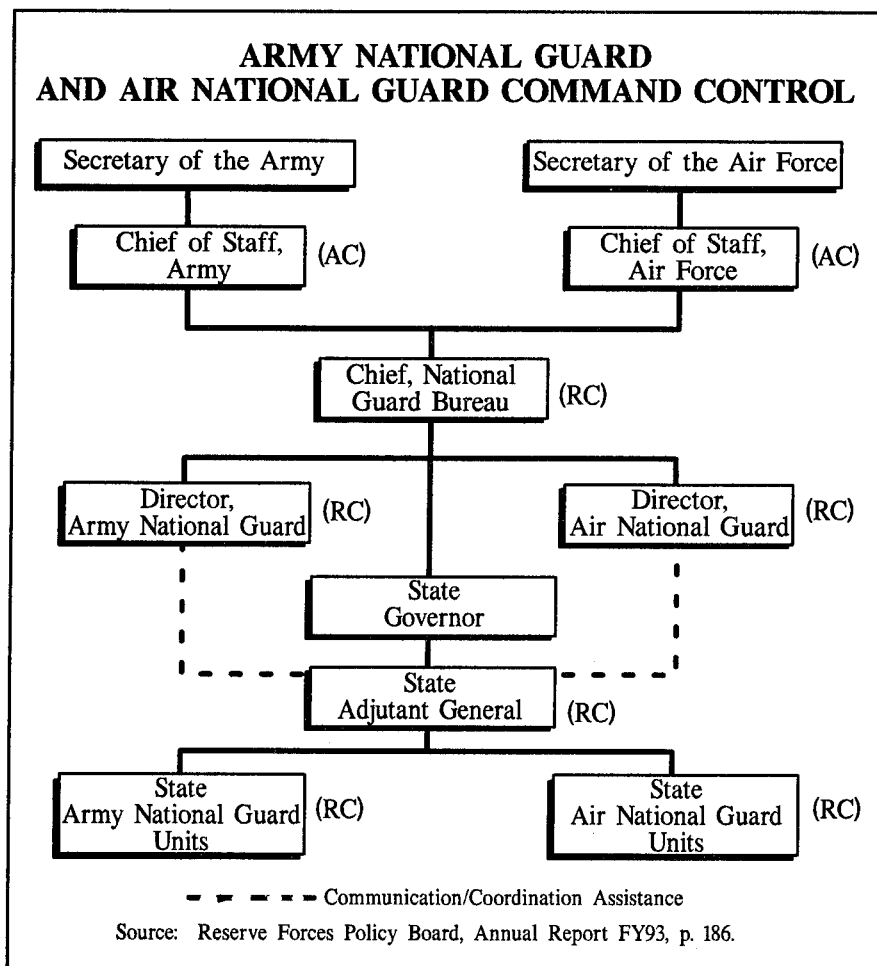 ARMY NATIONAL GUARD
AND AIR NATIONAL GUARD COMMAND CONTROL
Secretary of the Army
Secretary of the Air Force
Chief of Staff,
Army
(AC)
Chief of Staff,
Air Force
(AC)
Chief, National
Guard Bureau
(RC)
Director,
Army National Guard
(RC)
Director,
Air National Guard
(RC)
State
Governor
State
Adjutant General
(RC)
State
Army National Guard
Units
(RC)
State
Air National Guard
Units
(RC)
Communication/Coordination Assistance
Source: Reserve Forces Policy Board, Annual Report FY93, p. 186.